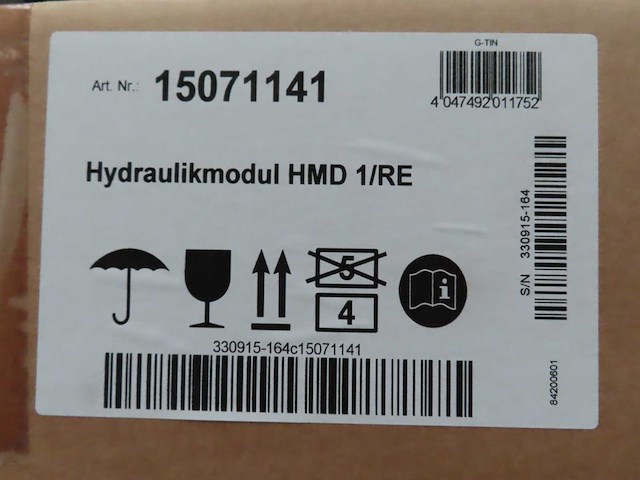 G-TIN
Art. Nr.: 15071141
4 047492 011752
Hydraulikmodul HMD 1/RE
S/N 330915-164
5
4
i
330915-164c15071141
84200601